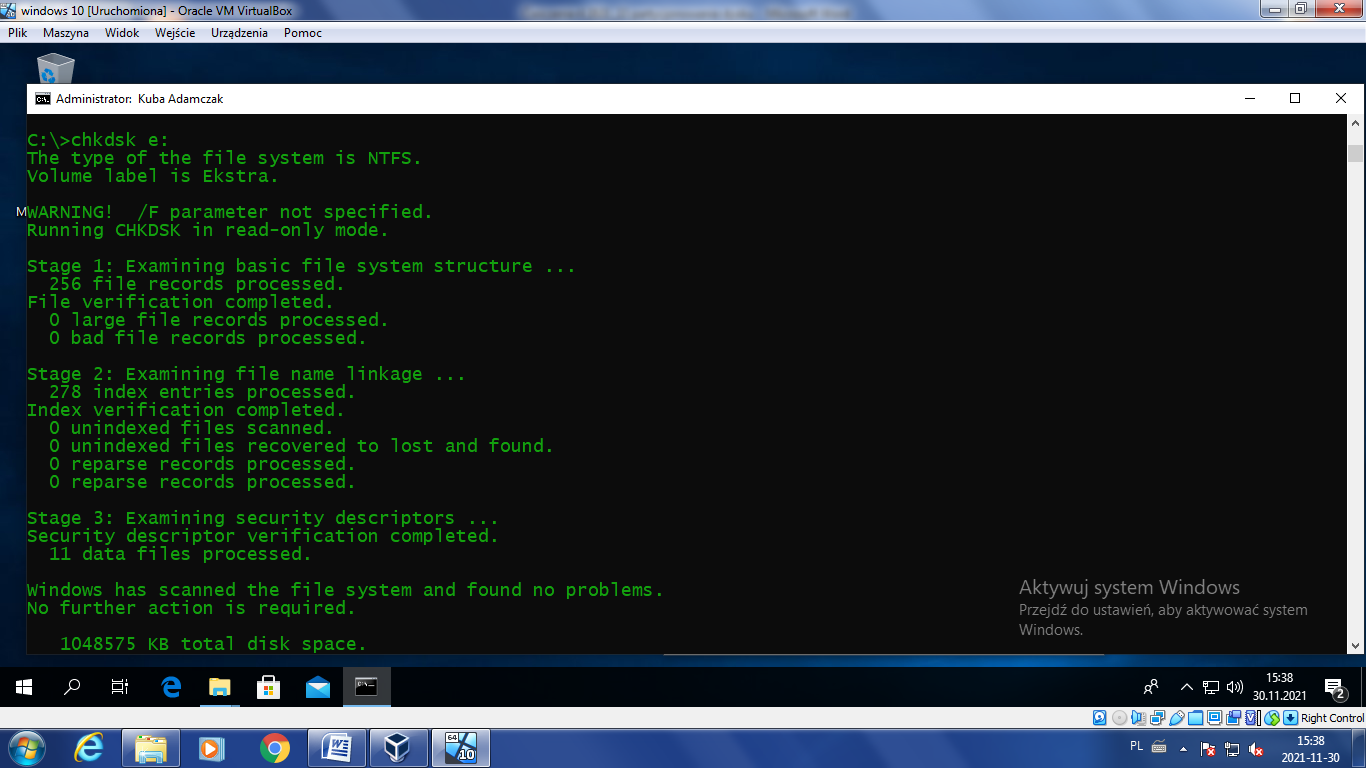 windows 10 [Uruchomiona] - Oracle VM VirtualBox
Plik Maszyna Widok Wejście Urządzenia Pomoc
Administrator: Kuba Adamczak
C:\>chkdsk e:
The type of the file system is NTFS.
Volume label is Ekstra.
M
WARNING!  /F parameter not specified.
Running CHKDSK in read-only mode.
Stage 1: Examining basic file system structure ...
256 file records processed.
File verification completed.
0 large file records processed.
0 bad file records processed.
Stage 2: Examining file name linkage ...
278 index entries processed.
Index verification completed.
0 unindexed files scanned.
0 unindexed files recovered to lost and found.
0 reparse records processed.
0 reparse records processed.
Stage 3: Examining security descriptors ...
Security descriptor verification completed.
11 data files processed.
Windows has scanned the file system and found no problems.
No further action is required.
1048575 KB total disk space.
Aktywuj system Windows
Przejdź do ustawień, aby aktywować system
Windows.
15:38
30.11.2021
2
Right Control
64
10
PL
15:38
2021-11-30